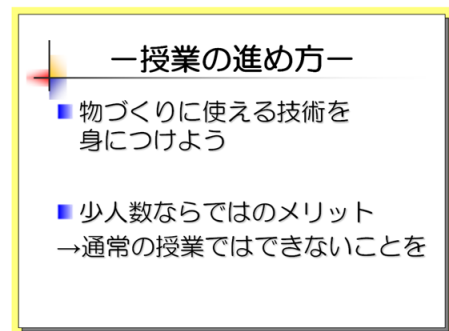 ー授業の進め方ー
物づくりに使える技術を
身につけよう
少人数ならではのメリット
→通常の授業ではできないことを